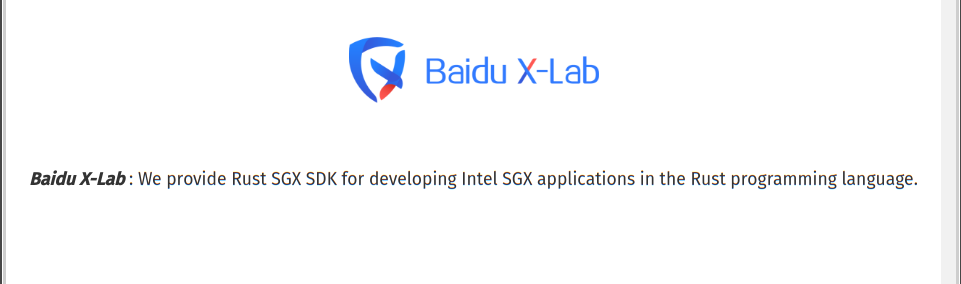 Baidu X-Lab
Baidu X-Lab : We provide Rust SGX SDK for developing Intel SGX applications in the Rust programming language.